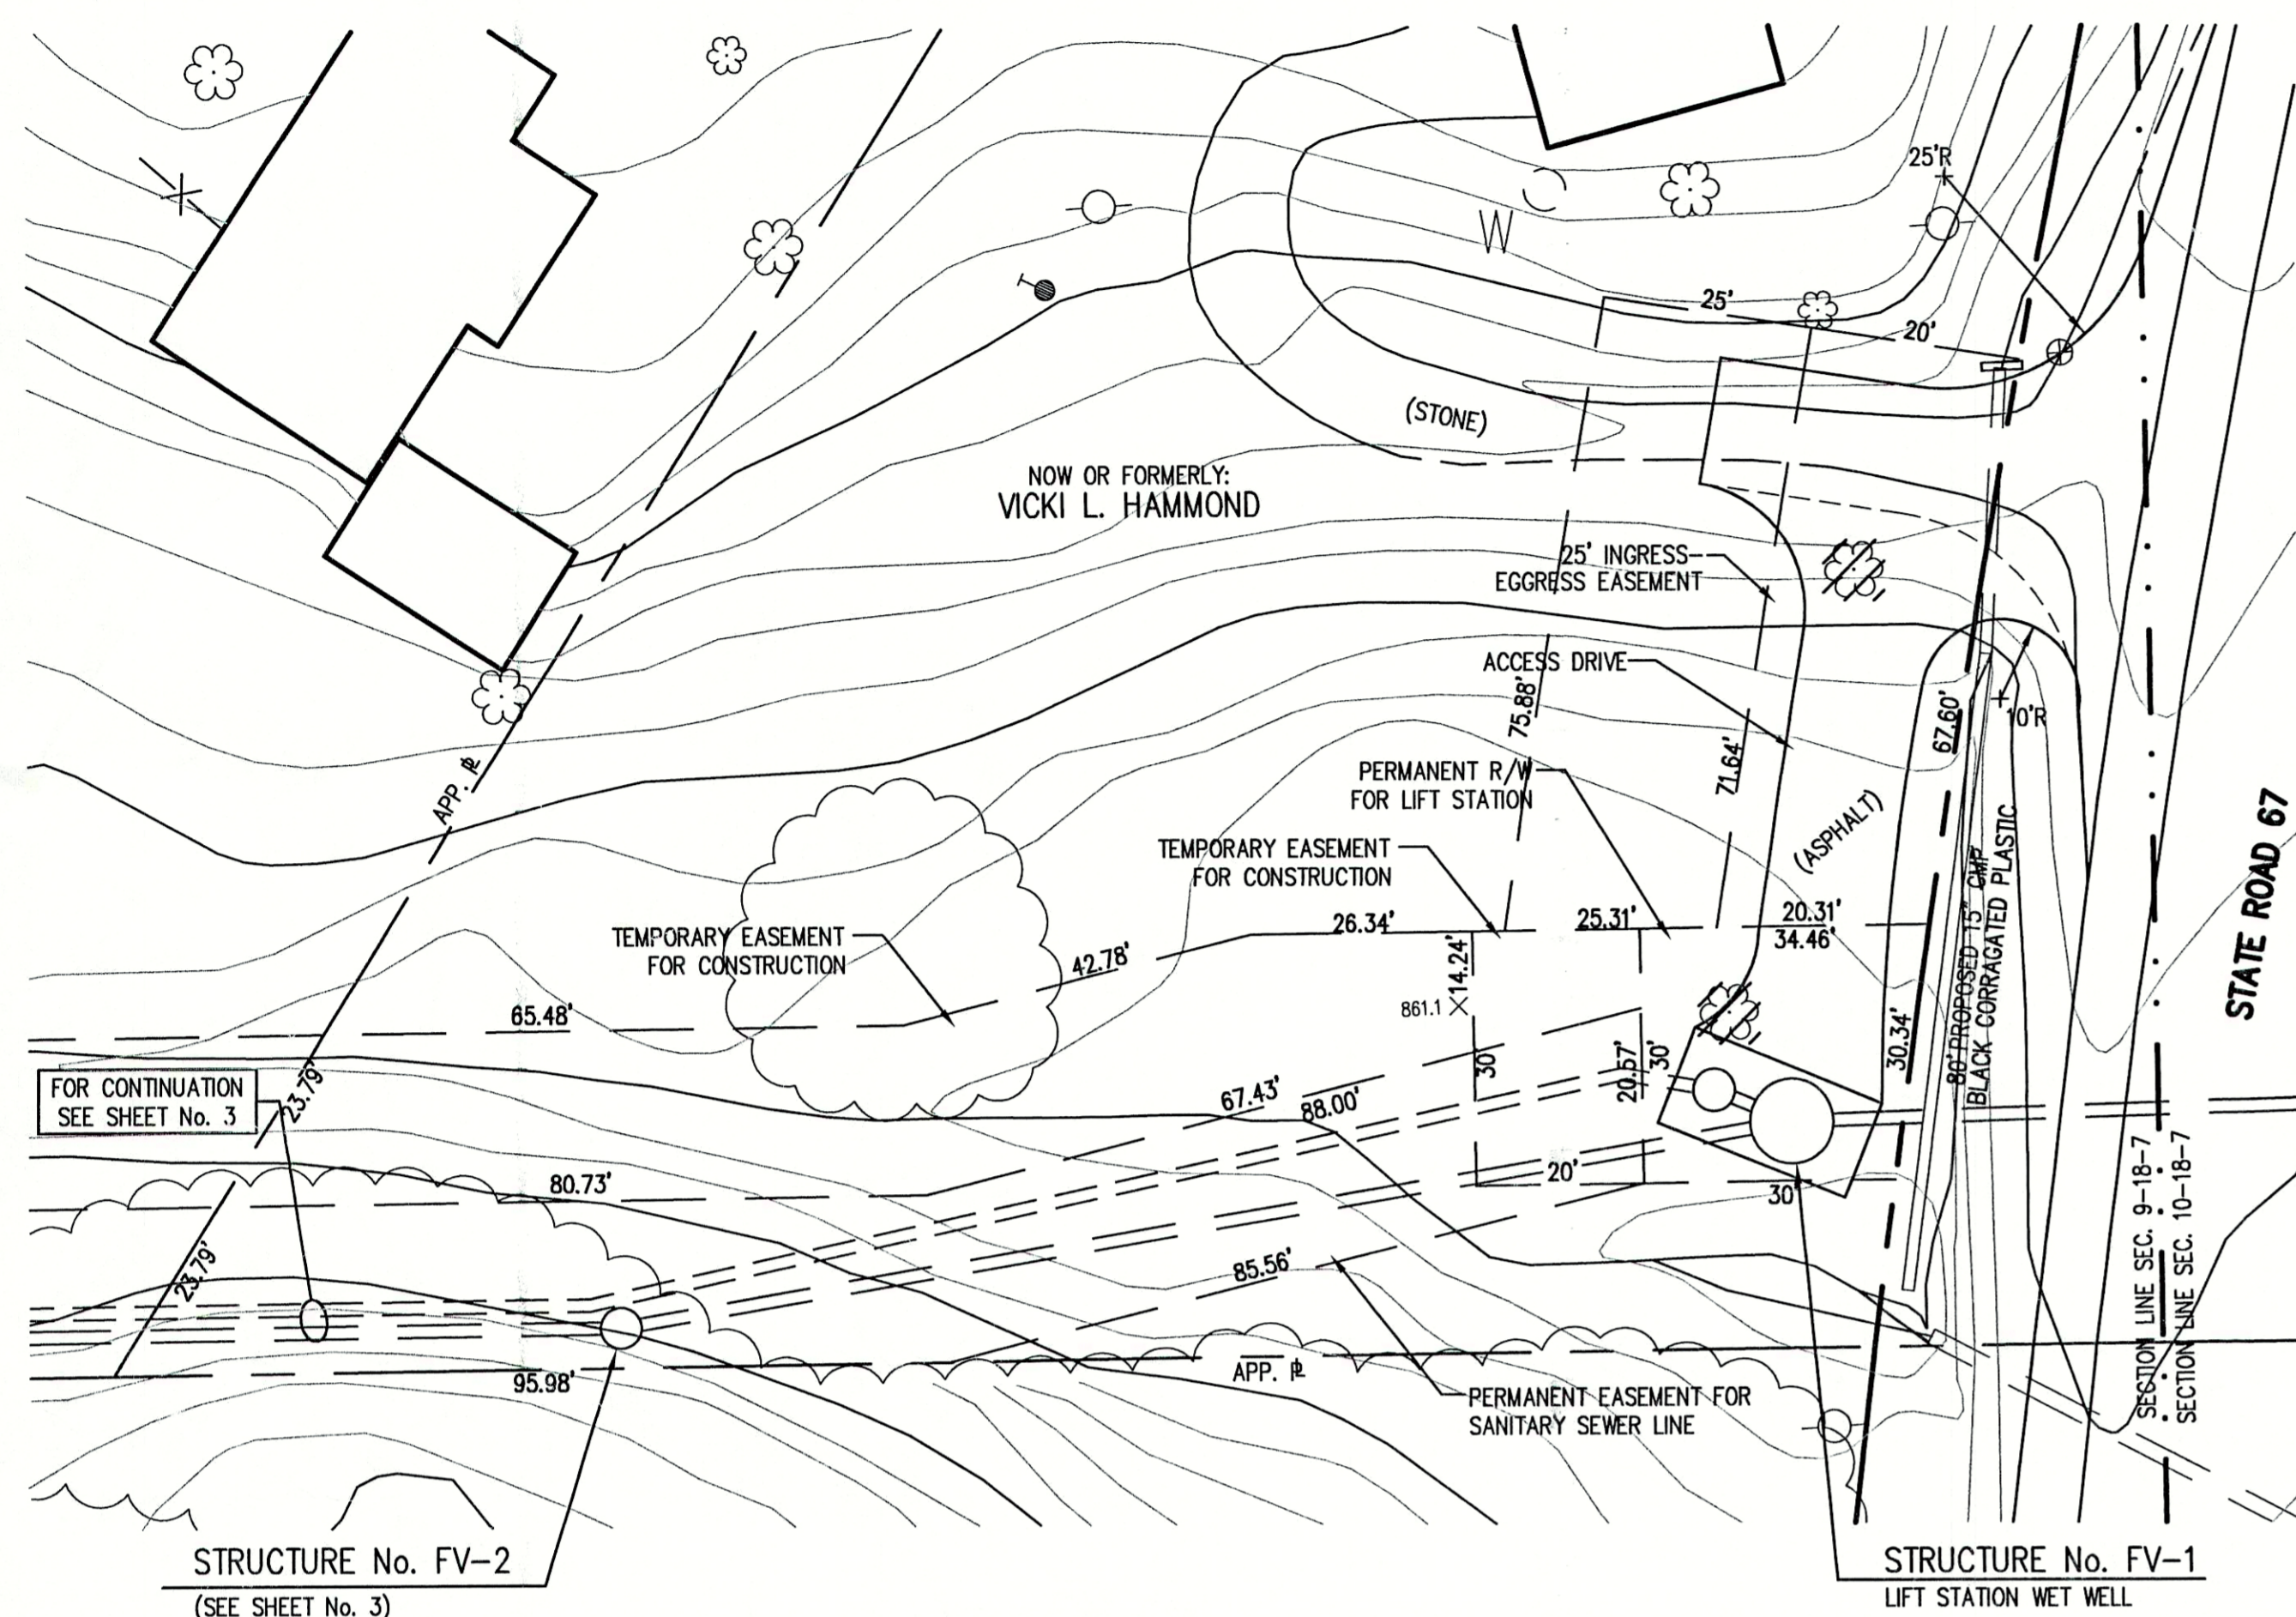 25'R
W
25'
20'
(STONE)
NOW OR FORMERLY:
VICKI L. HAMMOND
25' INGRESS-
EGGRESS EASEMENT
ACCESS DRIVE
75.88'
67.60'
10'R
71.64'
PERMANENT R/W
FOR LIFT STATION
APP. PL
(ASPHALT)
STATE ROAD 67
TEMPORARY EASEMENT
FOR CONSTRUCTION
80' PROPOSED 15" CMP
BLACK CORRAGATED PLASTIC
26.34'
25.31'
20.31'
34.46'
TEMPORARY EASEMENT
FOR CONSTRUCTION
42.78'
14.24'
861.1
65.48'
30.34'
30'
20.57'
30'
FOR CONTINUATION
SEE SHEET No. 3
23.79'
67.43'
88.00'
80.73'
20'
30'
SECTION LINE SEC. 9-18-7
SECTION LINE SEC. 10-18-7
23.79'
85.56'
APP. PL
95.98'
PERMANENT EASEMENT FOR
SANITARY SEWER LINE
STRUCTURE No. FV-2
(SEE SHEET No. 3)
STRUCTURE No. FV-1
LIFT STATION WET WELL